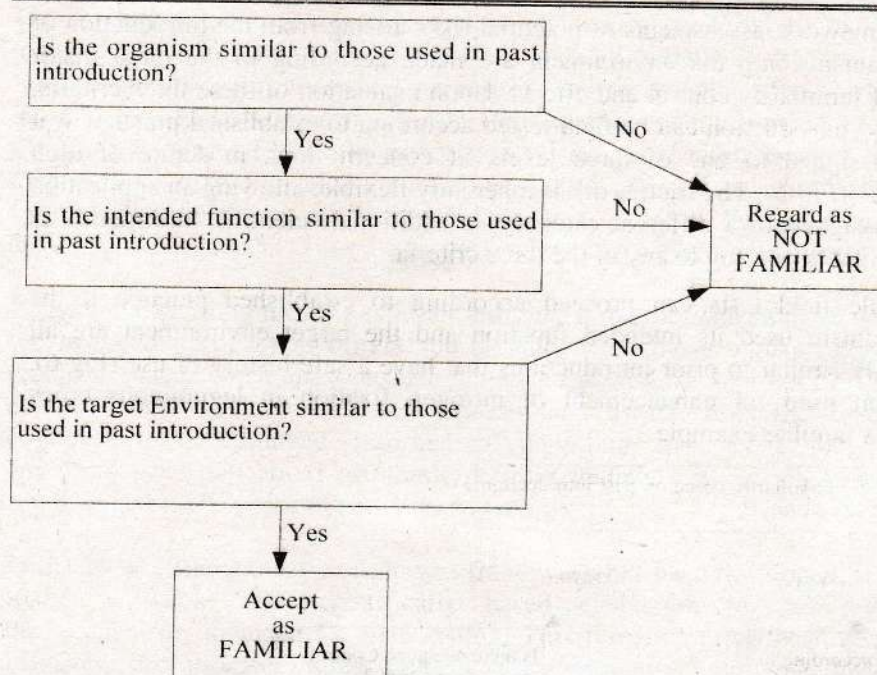 Is the organism similar to those used in past
introduction?
Yes
No
Is the intended function similar to those used
in past introduction?
No
Regard as
NOT
FAMILIAR
Yes
No
Is the target Environment similar to those
used in past introduction?
Yes
Accept
as
FAMILIAR